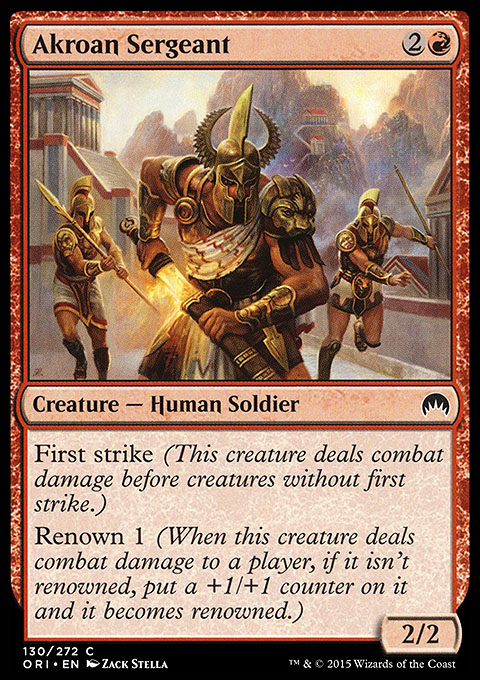 Akroan Sergeant 2
Creature — Human Soldier
First strike (This creature deals combat
damage before creatures without first
strike.)
Renown 1 (When this creature deals
combat damage to a player, if it isn't
renowned, put a +1/+1 counter on it
and it becomes renowned.)
2/2
130/272 C
ORI • EN Zack Stella
™ & © 2015 Wizards of the Coast